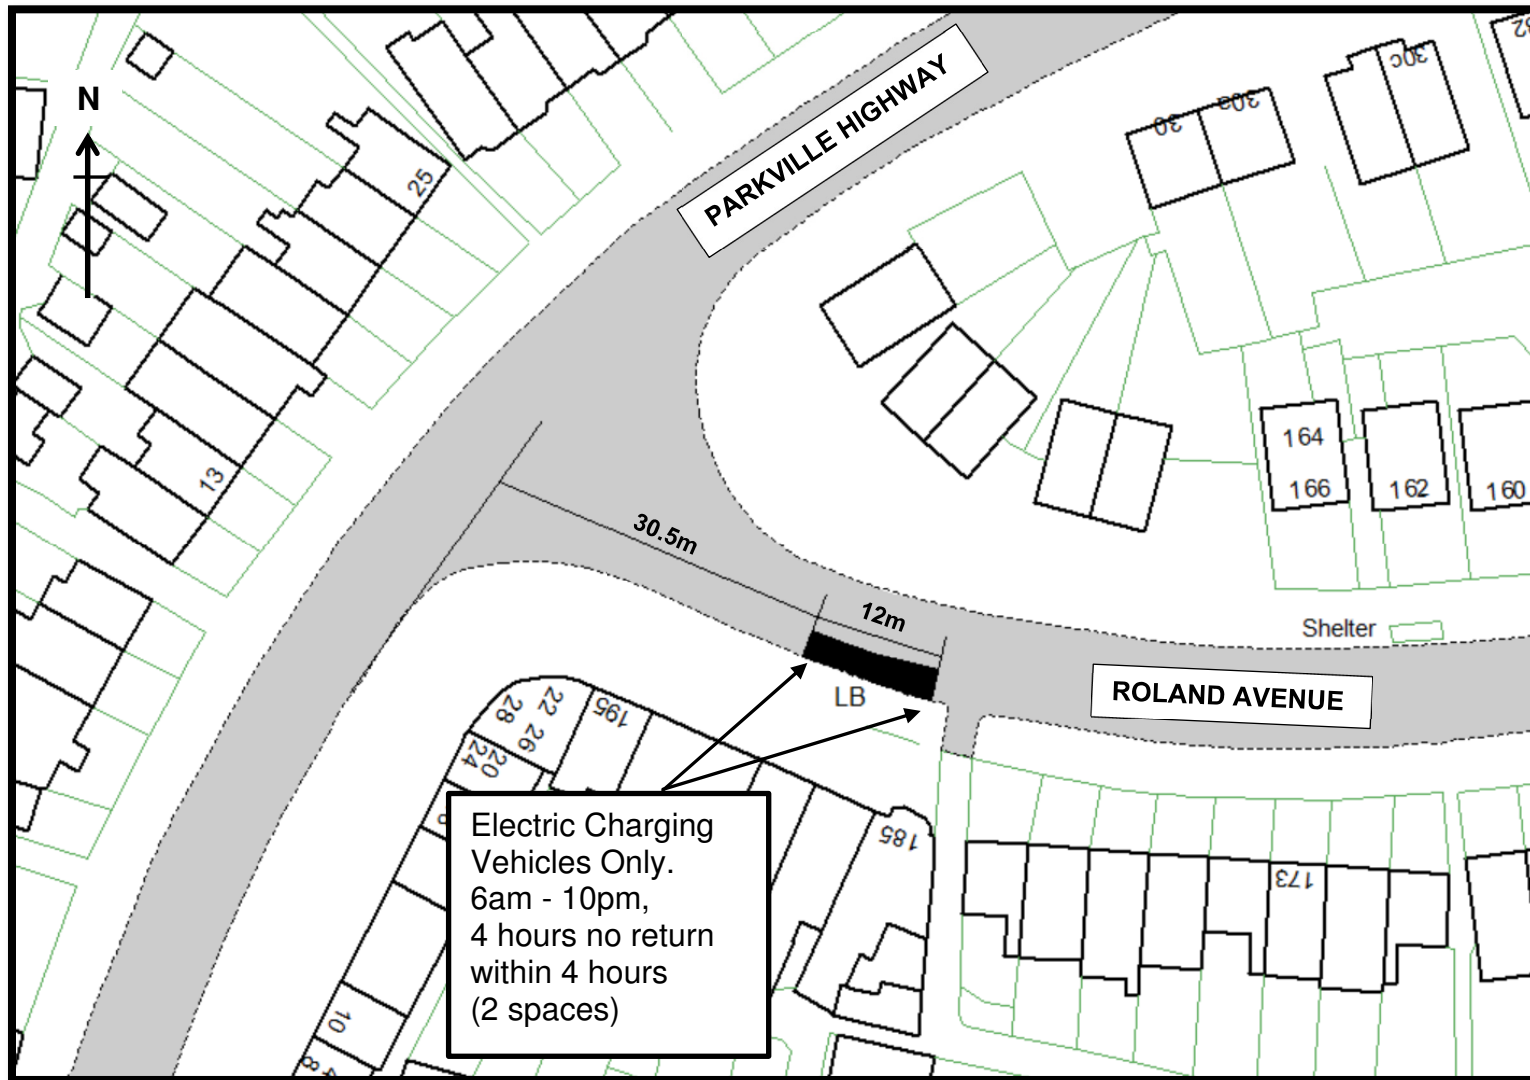 N
PARKVILLE HIGHWAY
25
30
30a
30c
32
13
164
166
162
160
30.5m
12m
Shelter
LB
ROLAND AVENUE
28
22
26
24
20
195
185
173
10
8
Electric Charging
Vehicles Only.
6am - 10pm,
4 hours no return
within 4 hours
(2 spaces)